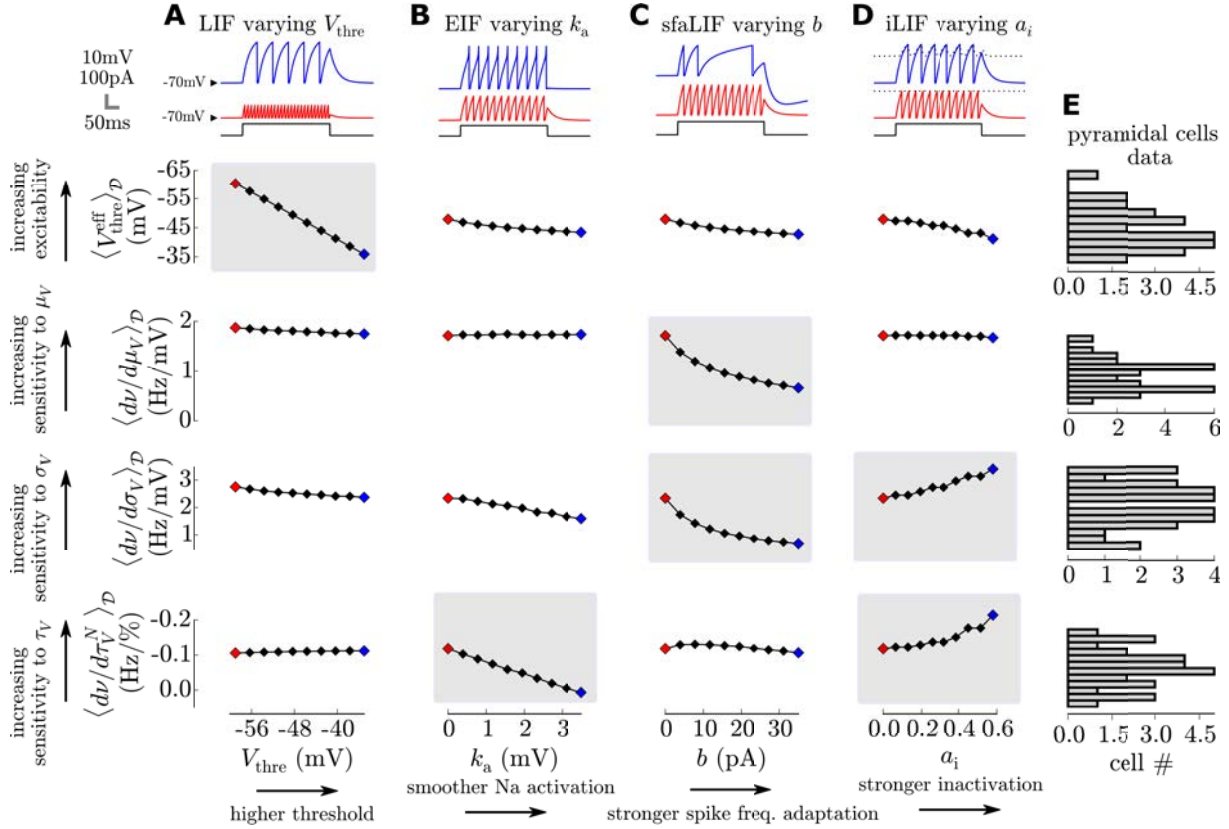 A
LIF varying V_thre
B
EIF varying k_a
C
sfaLIF varying b
D
iLIF varying a_i
10mV
100pA
50ms
-70mV
-70mV
E
pyramidal cells
data
increasing
excitability
⟨V_thre^eff⟩_𝒟
(mV)
-65
-55
-45
-35
0.0 1.5 3.0 4.5
increasing
sensitivity to μ_V
⟨dν/dμ_V⟩_𝒟
(Hz/mV)
2
1
0
0 2 4 6
increasing
sensitivity to σ_V
⟨dν/dσ_V⟩_𝒟
(Hz/mV)
3
2
1
0 1 2 3 4
increasing
sensitivity to τ_V
⟨dν/dτ_V^N⟩_𝒟
(Hz/%)
-0.2
-0.1
0.0
-56 -48 -40
0 1 2 3
0 10 20 30
0.0 0.2 0.4 0.6
0.0 1.5 3.0 4.5
V_thre (mV)
k_a (mV)
b (pA)
a_i
cell #
higher threshold
smoother Na activation
stronger spike freq. adaptation
stronger inactivation